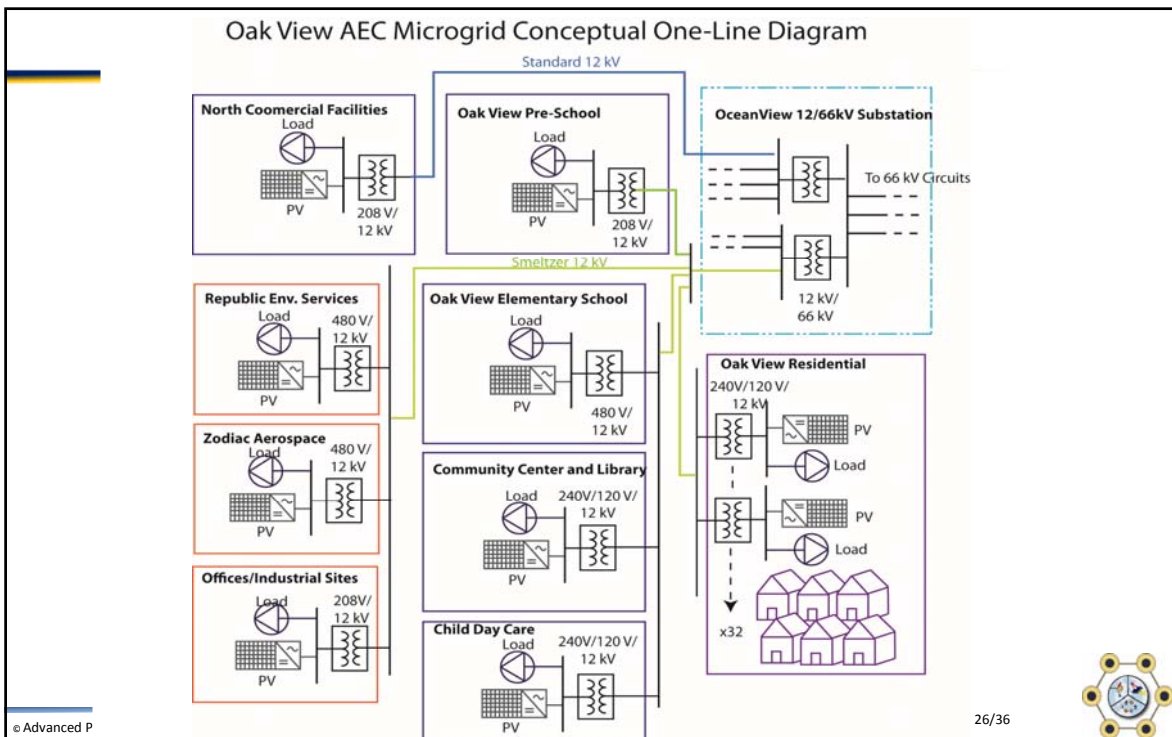 Oak View AEC Microgrid Conceptual One-Line Diagram
Standard 12 kV
North Coomercial Facilities
Load
PV
208 V/
12 kV
Oak View Pre-School
Load
PV
208 V/
12 kV
OceanView 12/66kV Substation
To 66 kV Circuits
12 kV/
66 kV
Smeltzer 12 kV
Republic Env. Services
Load
480 V/
12 kV
PV
Oak View Elementary School
Load
PV
480 V/
12 kV
Oak View Residential
240V/120 V/
12 kV
PV
Load
PV
Load
x32
Zodiac Aerospace
Load
480 V/
12 kV
PV
Community Center and Library
Load
240V/120 V/
12 kV
PV
Offices/Industrial Sites
Load
208V/
12 kV
PV
Child Day Care
Load
240V/120 V/
12 kV
PV
© Advanced P
26/36